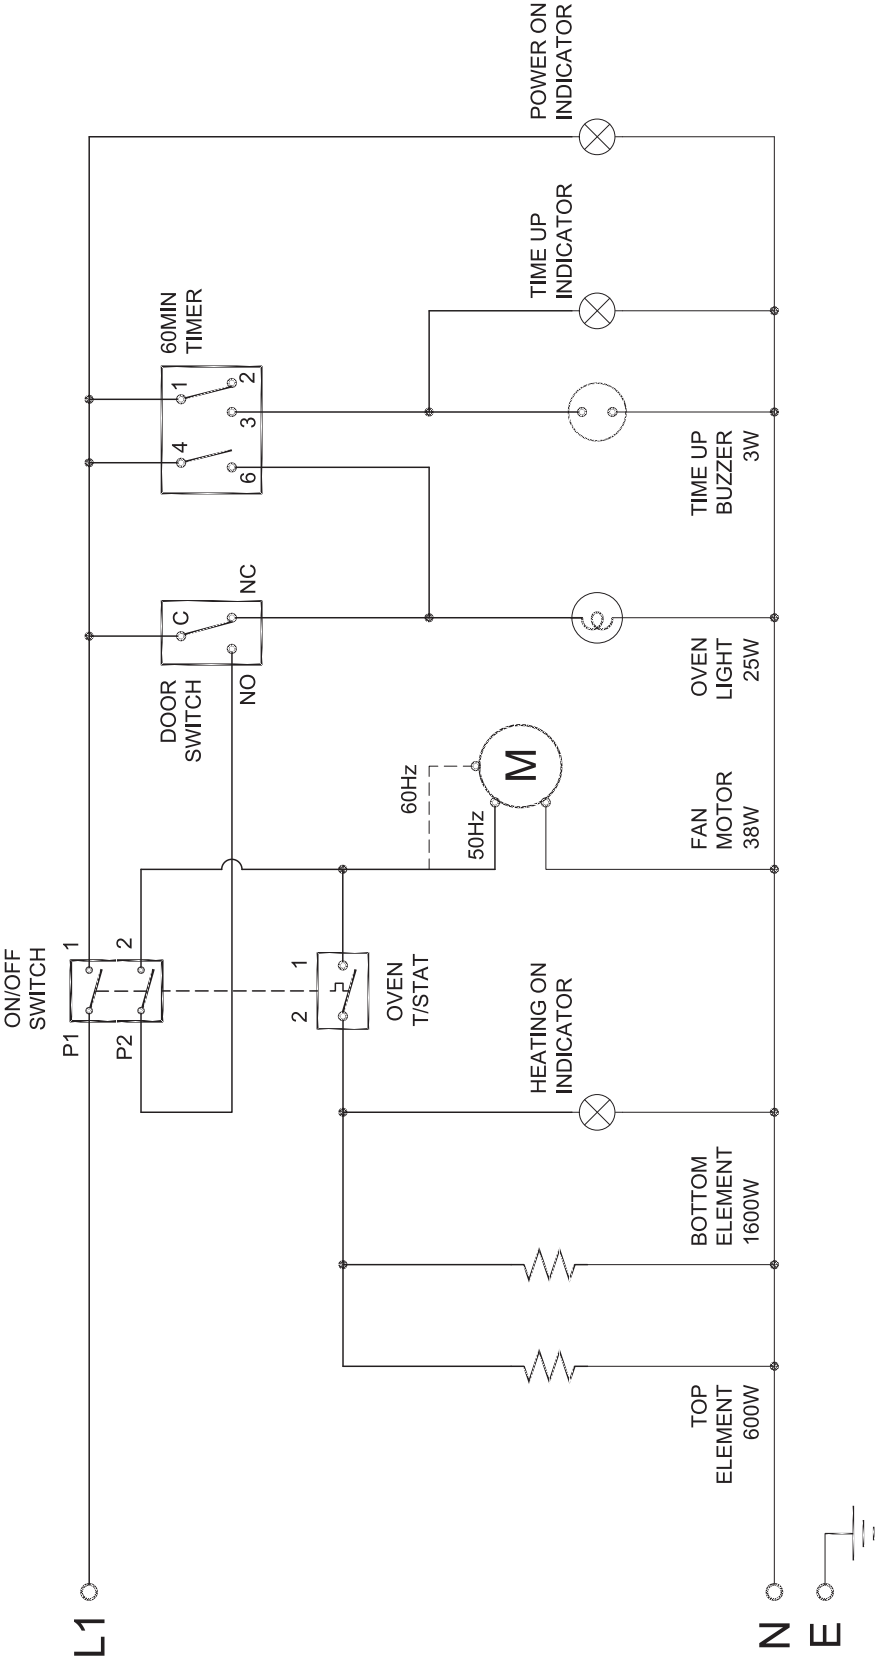 L1
N
E
ON/OFF
SWITCH
P1
1
P2
2
DOOR
SWITCH
C
NO
NC
60MIN
TIMER
4
1
6
3
2
OVEN
T/STAT
2
1
60Hz
50Hz
M
HEATING ON
INDICATOR
TIME UP
INDICATOR
POWER ON
INDICATOR
TOP
ELEMENT
600W
BOTTOM
ELEMENT
1600W
FAN
MOTOR
38W
OVEN
LIGHT
25W
TIME UP
BUZZER
3W